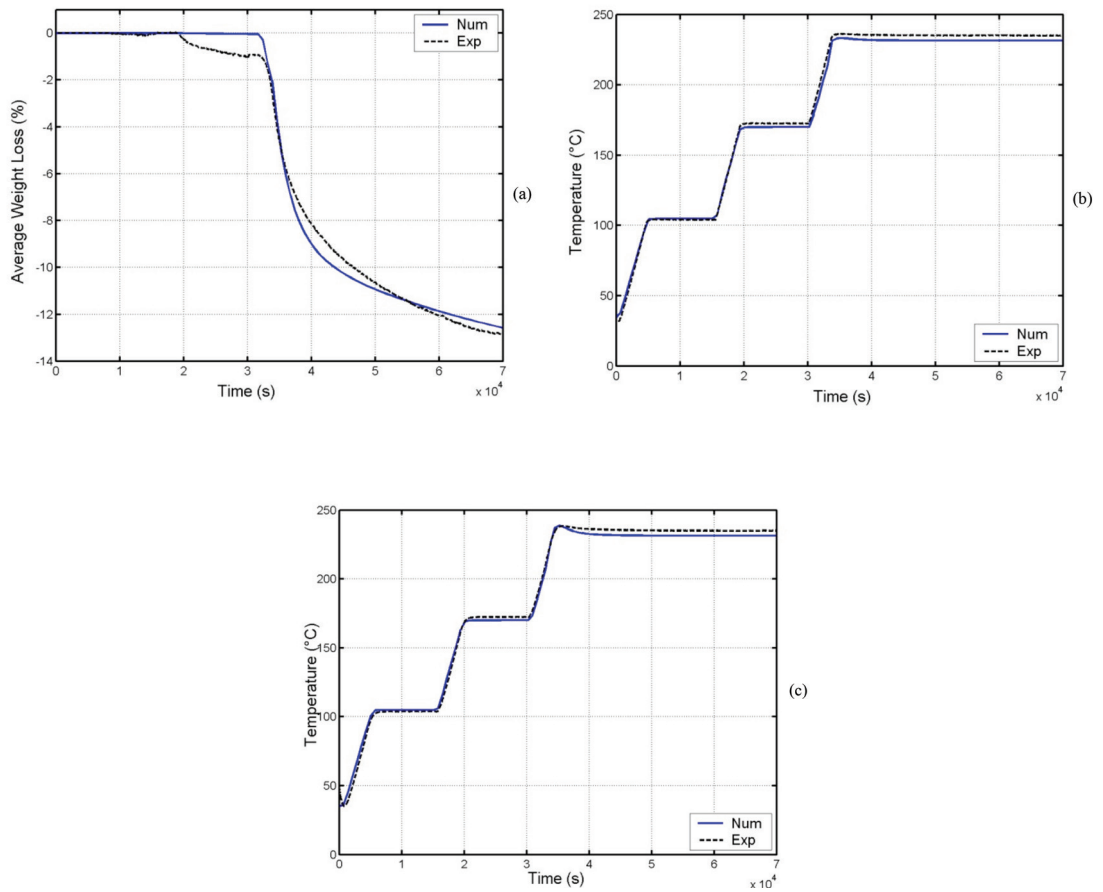 Average Weight Loss (%)
0
-2
-4
-6
-8
-10
-12
-14
Num
Exp
0 1 2 3 4 5 6 7
Time (s)
x 10^4
(a)
Temperature (°C)
250
200
150
100
50
0
Num
Exp
0 1 2 3 4 5 6 7
Time (s)
x 10^4
(b)
Temperature (°C)
250
200
150
100
50
0
Num
Exp
0 1 2 3 4 5 6 7
Time (s)
x 10^4
(c)